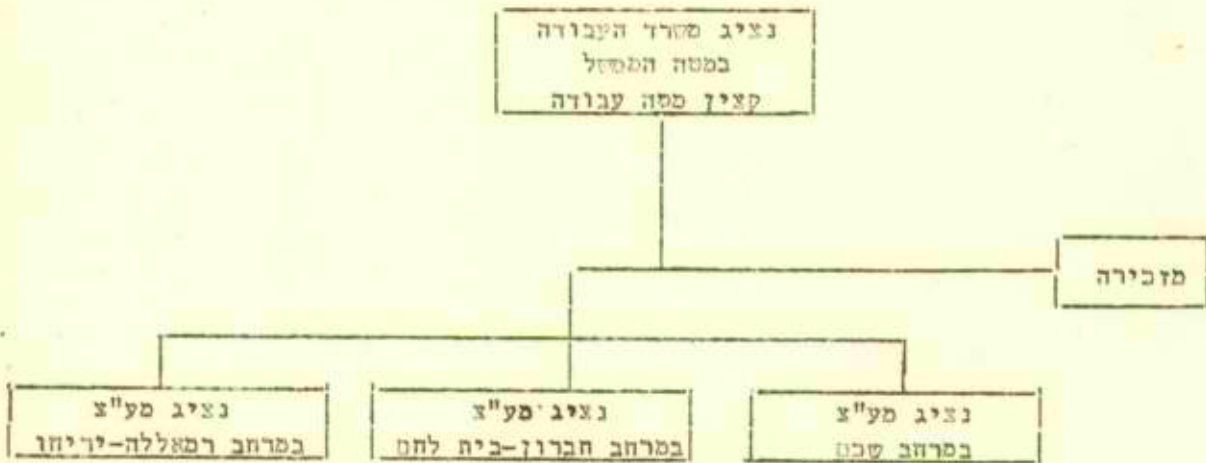 נציג משרד העבודה
במטה הממשל
קצין מטה עבודה
מזכירה
נציג מע"צ
במרחב שכם
נציג מע"צ
במרחב חברון-בית לחם
נציג מע"צ
במרחב רמאללה-יריחו